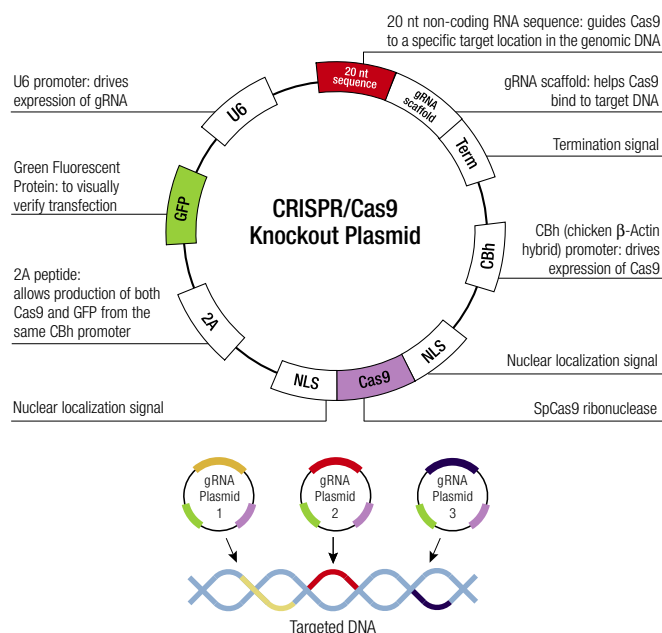 20 nt non-coding RNA sequence: guides Cas9
to a specific target location in the genomic DNA
U6 promoter: drives
expression of gRNA
gRNA scaffold: helps Cas9
bind to target DNA
Termination signal
Green Fluorescent
Protein: to visually
verify transfection
CBh (chicken β-Actin
hybrid) promoter: drives
expression of Cas9
2A peptide:
allows production of both
Cas9 and GFP from the
same CBh promoter
Nuclear localization signal
Nuclear localization signal
SpCas9 ribonuclease
20 nt
sequence
gRNA
scaffold
Term
CBh
NLS
Cas9
NLS
2A
GFP
U6
CRISPR/Cas9
Knockout Plasmid
gRNA
Plasmid
1
gRNA
Plasmid
2
gRNA
Plasmid
3
Targeted DNA